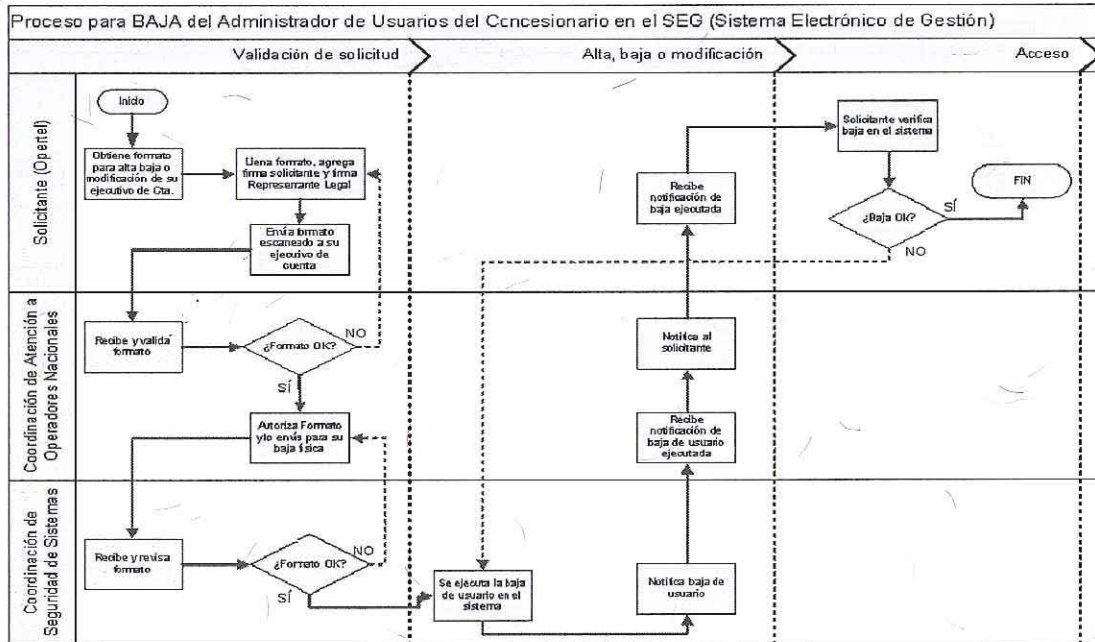 Proceso para BAJA del Administrador de Usuarios del Concesionario en el SEG (Sistema Electrónico de Gestión)
Validación de solicitud
Alta, baja o modificación
Acceso
Solicitante (Opertel)
Inicio
Obtiene formato
para alta baja o
modificación de su
ejecutivo de Cta.
Llena formato, agrega
firma solicitante y firma
Representante Legal
Envía formato
escaneado a su
ejecutivo de
cuenta
Recibe
notificación de
baja ejecutada
Solicitante verifica
baja en el sistema
¿Baja Ok?
SÍ
NO
FIN
Coordinación de Atención a
Operadores Nacionales
Recibe y valida
formato
¿Formato OK?
NO
SÍ
Autoriza Formato
y lo envía para su
baja física
Notifica al
solicitante
Recibe
notificación de
baja de usuario
ejecutada
Coordinación de
Seguridad de Sistemas
Recibe y revisa
formato
¿Formato OK?
NO
SÍ
Se ejecuta la baja
de usuario en el
sistema
Notifica baja de
usuario